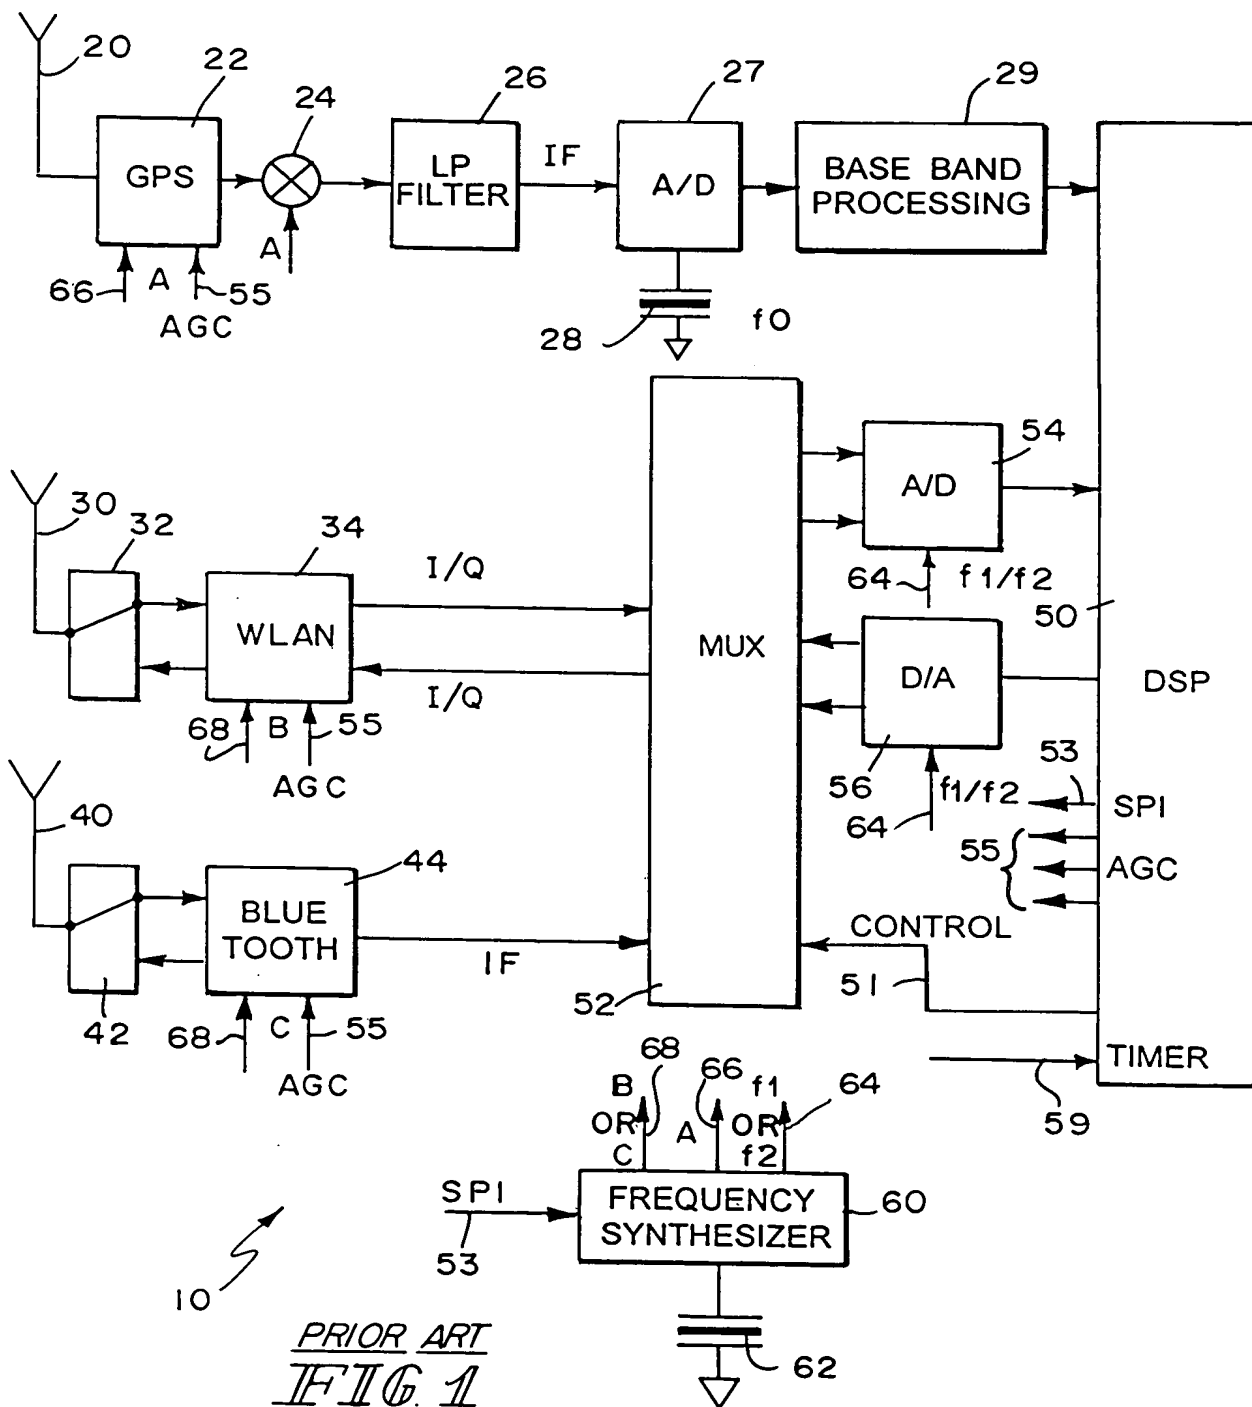 20
22
24
26
27
29
GPS
LP
FILTER
IF
A/D
BASE BAND
PROCESSING
66
A
55
AGC
A
28
f0
30
32
34
I/Q
WLAN
I/Q
68
B
55
AGC
MUX
54
A/D
64
f1/f2
50
D/A
DSP
56
f1/f2
64
53
SPI
55
AGC
40
42
44
BLUE
TOOTH
IF
68
C
55
AGC
52
CONTROL
51
TIMER
59
B
OR
C
68
A
66
f1
OR
f2
64
SPI
53
FREQUENCY
SYNTHESIZER
60
62
10
PRIOR ART
FIG. 1